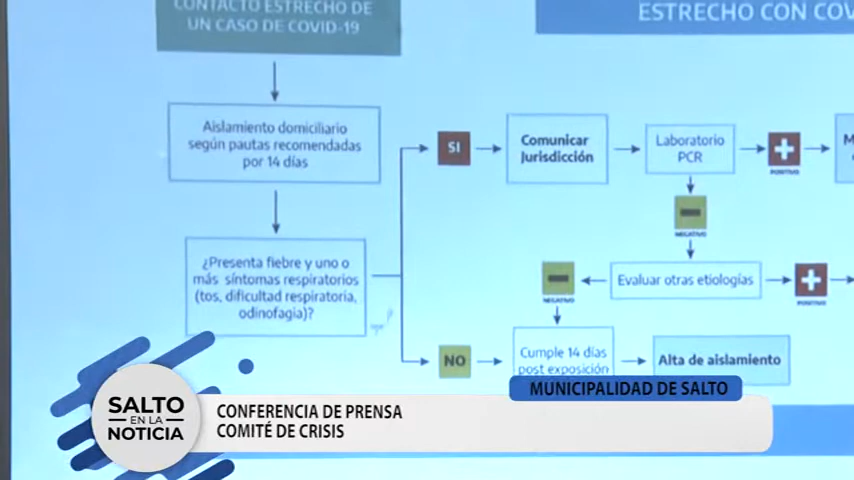 CONTACTO ESTRECHO DE
UN CASO DE COVID-19
ESTRECHO CON COV
Aislamiento domiciliario
según pautas recomendadas
por 14 días
SI
Comunicar
Jurisdicción
Laboratorio
PCR
POSITIVO
M
NEGATIVO
¿Presenta fiebre y uno o
más síntomas respiratorios
(tos, dificultad respiratoria,
odinofagia)?
NEGATIVO
Evaluar otras etiologías
POSITIVO
NO
Cumple 14 días
post exposición
Alta de aislamiento
MUNICIPALIDAD DE SALTO
SALTO
EN LA
NOTICIA
CONFERENCIA DE PRENSA
COMITÉ DE CRISIS